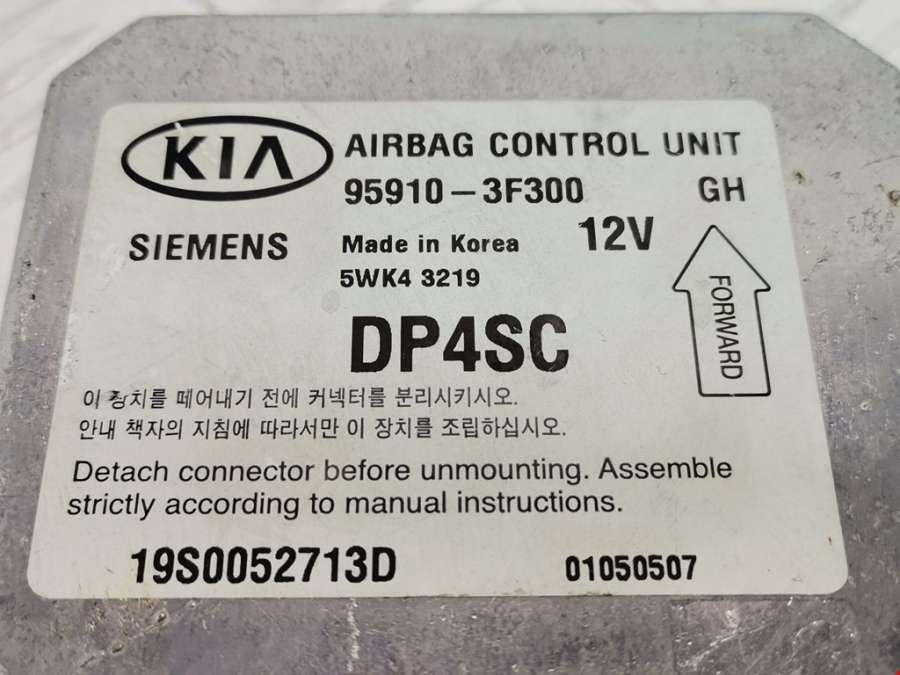 KIA AIRBAG CONTROL UNIT
95910-3F300 GH
SIEMENS Made in Korea 12V
5WK4 3219
FORWARD
DP4SC
이 장치를 떼어내기 전에 커넥터를 분리시키시오.
안내 책자의 지침에 따라서만 이 장치를 조립하십시오.
Detach connector before unmounting. Assemble
strictly according to manual instructions.
19S0052713D 01050507